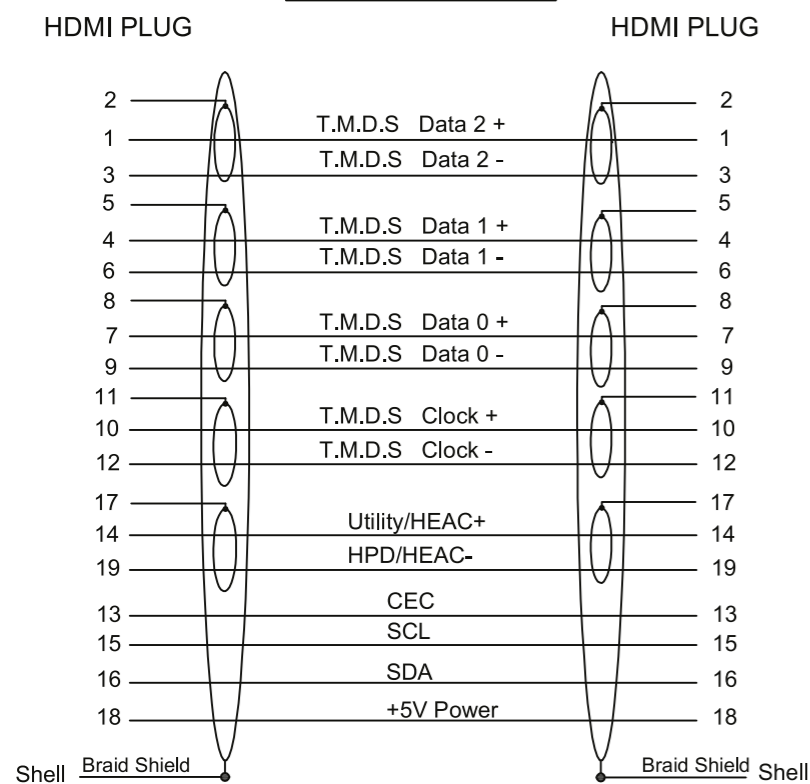 HDMI PLUG HDMI PLUG
2 2
T.M.D.S Data 2 +
1 1
T.M.D.S Data 2 -
3 3
5 5
T.M.D.S Data 1 +
4 4
T.M.D.S Data 1 -
6 6
8 8
T.M.D.S Data 0 +
7 7
T.M.D.S Data 0 -
9 9
11 11
T.M.D.S Clock +
10 10
T.M.D.S Clock -
12 12
17 17
Utility/HEAC+
14 14
HPD/HEAC-
19 19
CEC
13 13
SCL
15 15
SDA
16 16
+5V Power
18 18
Shell Braid Shield Braid Shield Shell